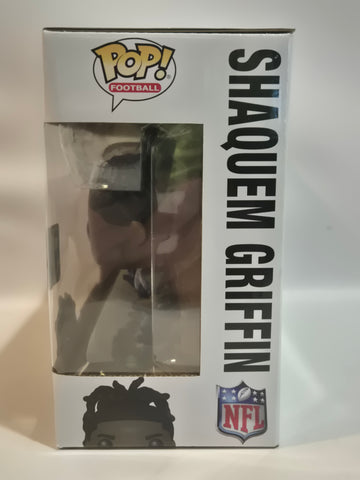 POP!
FOOTBALL
SHAQUEM GRIFFIN
NFL